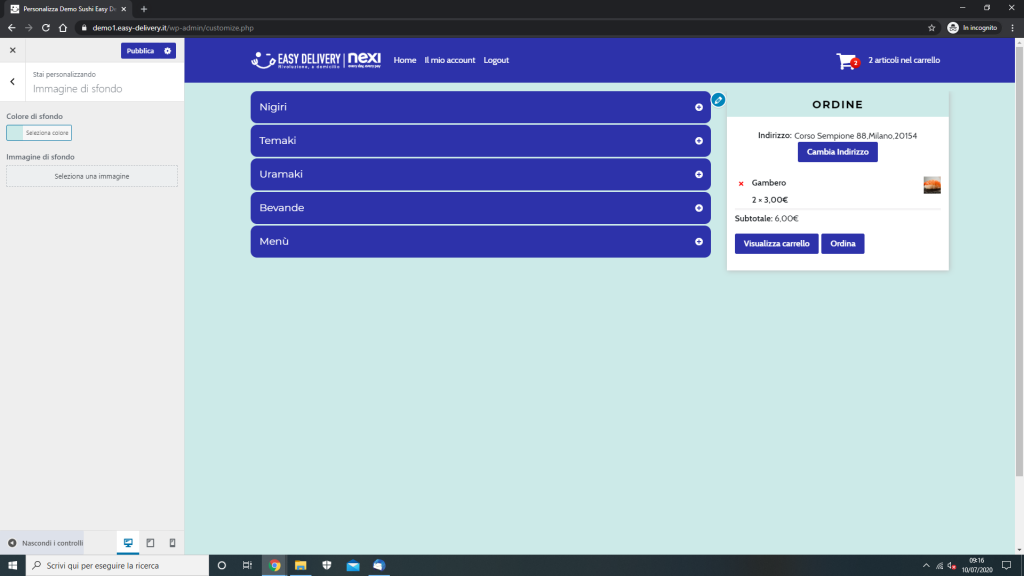 Personalizza Demo Sushi Easy D
demo1.easy-delivery.it/wp-admin/customize.php
In incognito
Pubblica
Stai personalizzando
Immagine di sfondo
Colore di sfondo
Seleziona colore
Immagine di sfondo
Seleziona una immagine
Nascondi i controlli
EASY DELIVERY
Rivoluziona, a domicilio
nexi
every day, every pay
Home
Il mio account
Logout
2
2 articoli nel carrello
Nigiri
Temaki
Uramaki
Bevande
Menù
ORDINE
Indirizzo: Corso Sempione 88,Milano,20154
Cambia Indirizzo
× Gambero
2 × 3,00€
Subtotale: 6,00€
Visualizza carrello
Ordina
Scrivi qui per eseguire la ricerca
09:16
10/07/2020